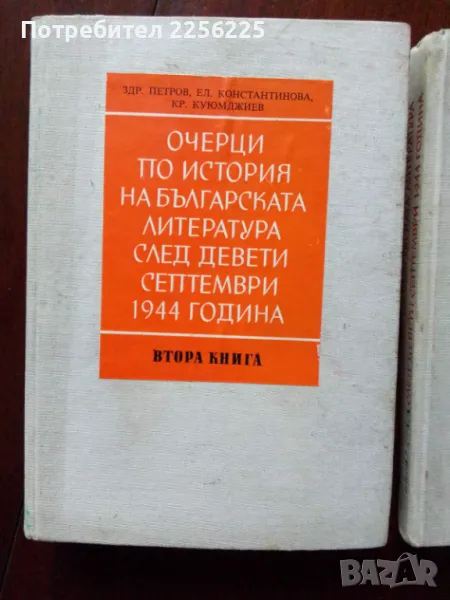 Потребител 2256225
ЗДР. ПЕТРОВ, ЕЛ. КОНСТАНТИНОВА,
КР. КУЮМДЖИЕВ
ОЧЕРЦИ
ПО ИСТОРИЯ
НА БЪЛГАРСКАТА
ЛИТЕРАТУРА
СЛЕД ДЕВЕТИ
СЕПТЕМВРИ
1944 ГОДИНА
ВТОРА КНИГА
BAZAR